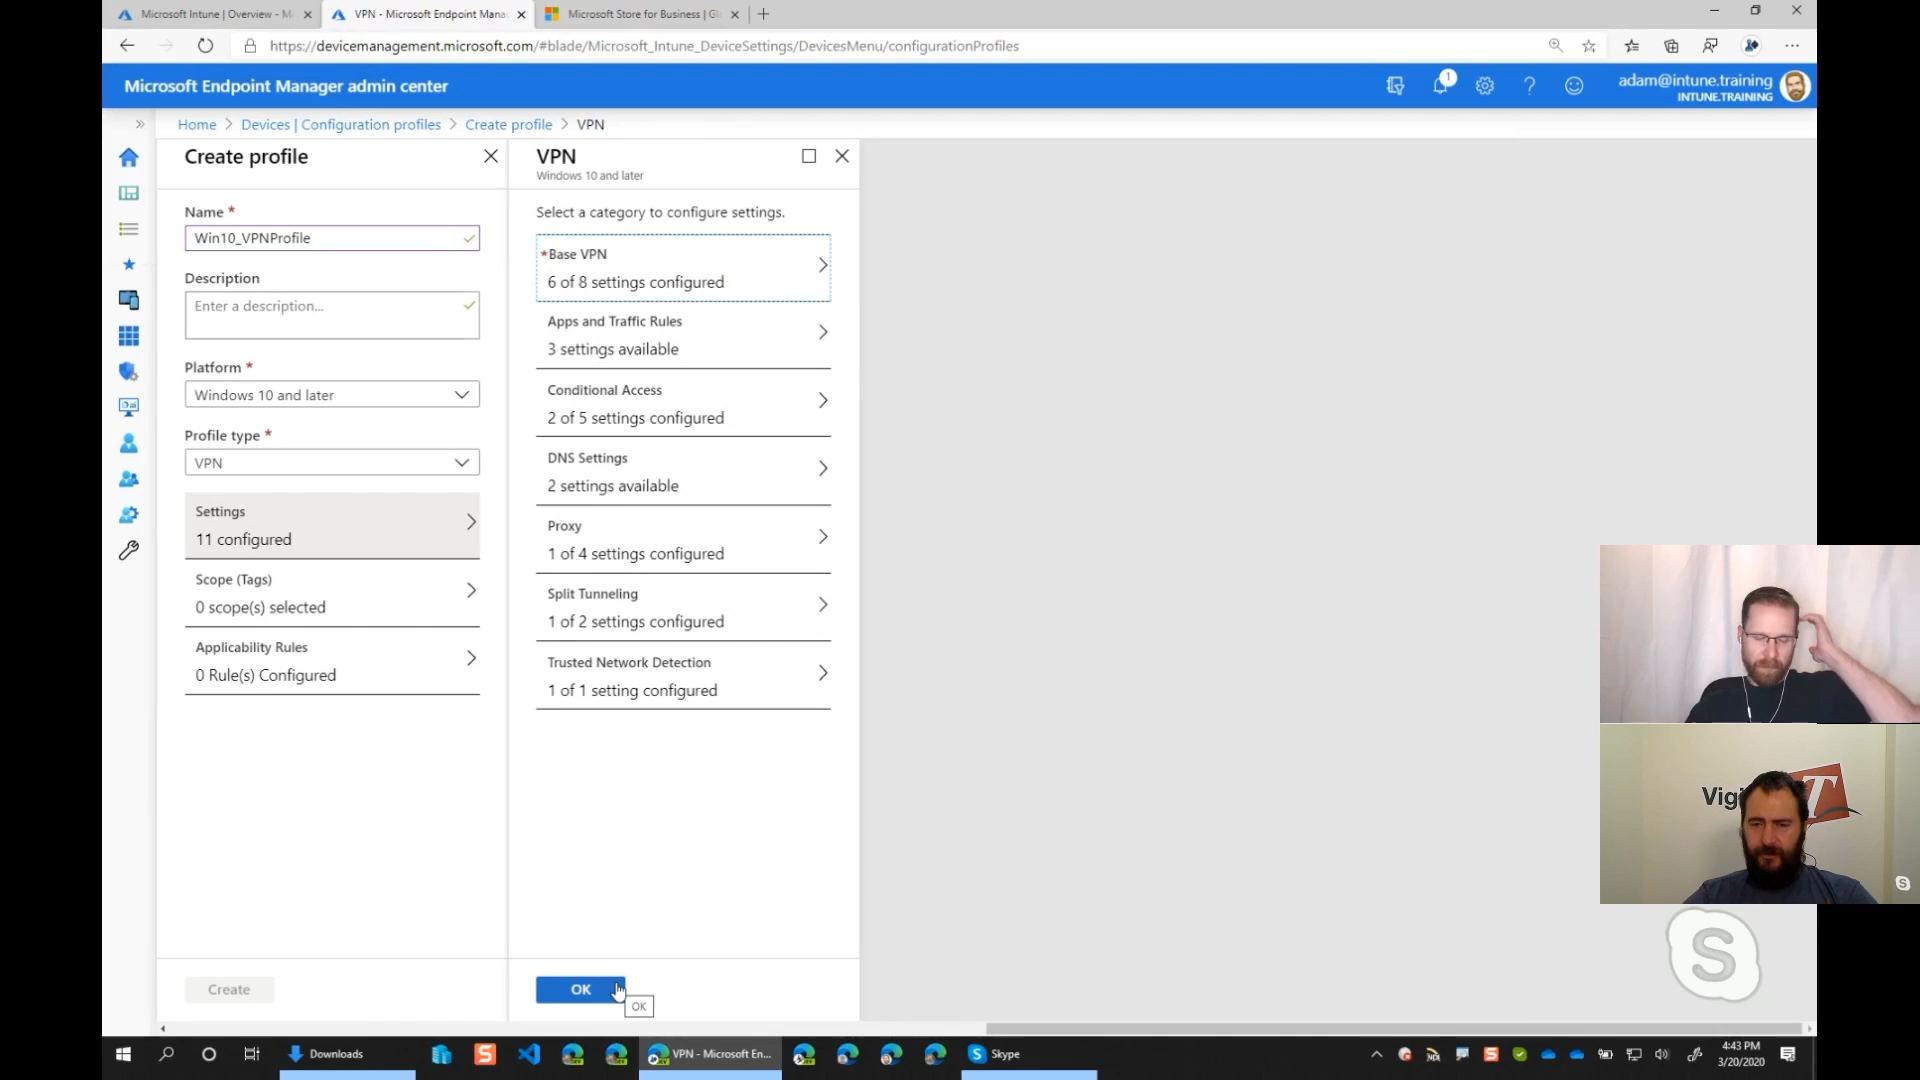 Microsoft Intune | Overview - M
VPN - Microsoft Endpoint Mana
Microsoft Store for Business | G
https://devicemanagement.microsoft.com/#blade/Microsoft_Intune_DeviceSettings/DevicesMenu/configurationProfiles
Microsoft Endpoint Manager admin center
1
adam@intune.training
INTUNE.TRAINING
Home > Devices | Configuration profiles > Create profile > VPN
Create profile
Name *
Win10_VPNProfile
Description
Enter a description...
Platform *
Windows 10 and later
Profile type *
VPN
Settings
11 configured
Scope (Tags)
0 scope(s) selected
Applicability Rules
0 Rule(s) Configured
Create
VPN
Windows 10 and later
Select a category to configure settings.
*Base VPN
6 of 8 settings configured
Apps and Traffic Rules
3 settings available
Conditional Access
2 of 5 settings configured
DNS Settings
2 settings available
Proxy
1 of 4 settings configured
Split Tunneling
1 of 2 settings configured
Trusted Network Detection
1 of 1 setting configured
OK
OK
Vigi
T
S
Downloads
VPN - Microsoft En...
Skype
4:43 PM
3/20/2020